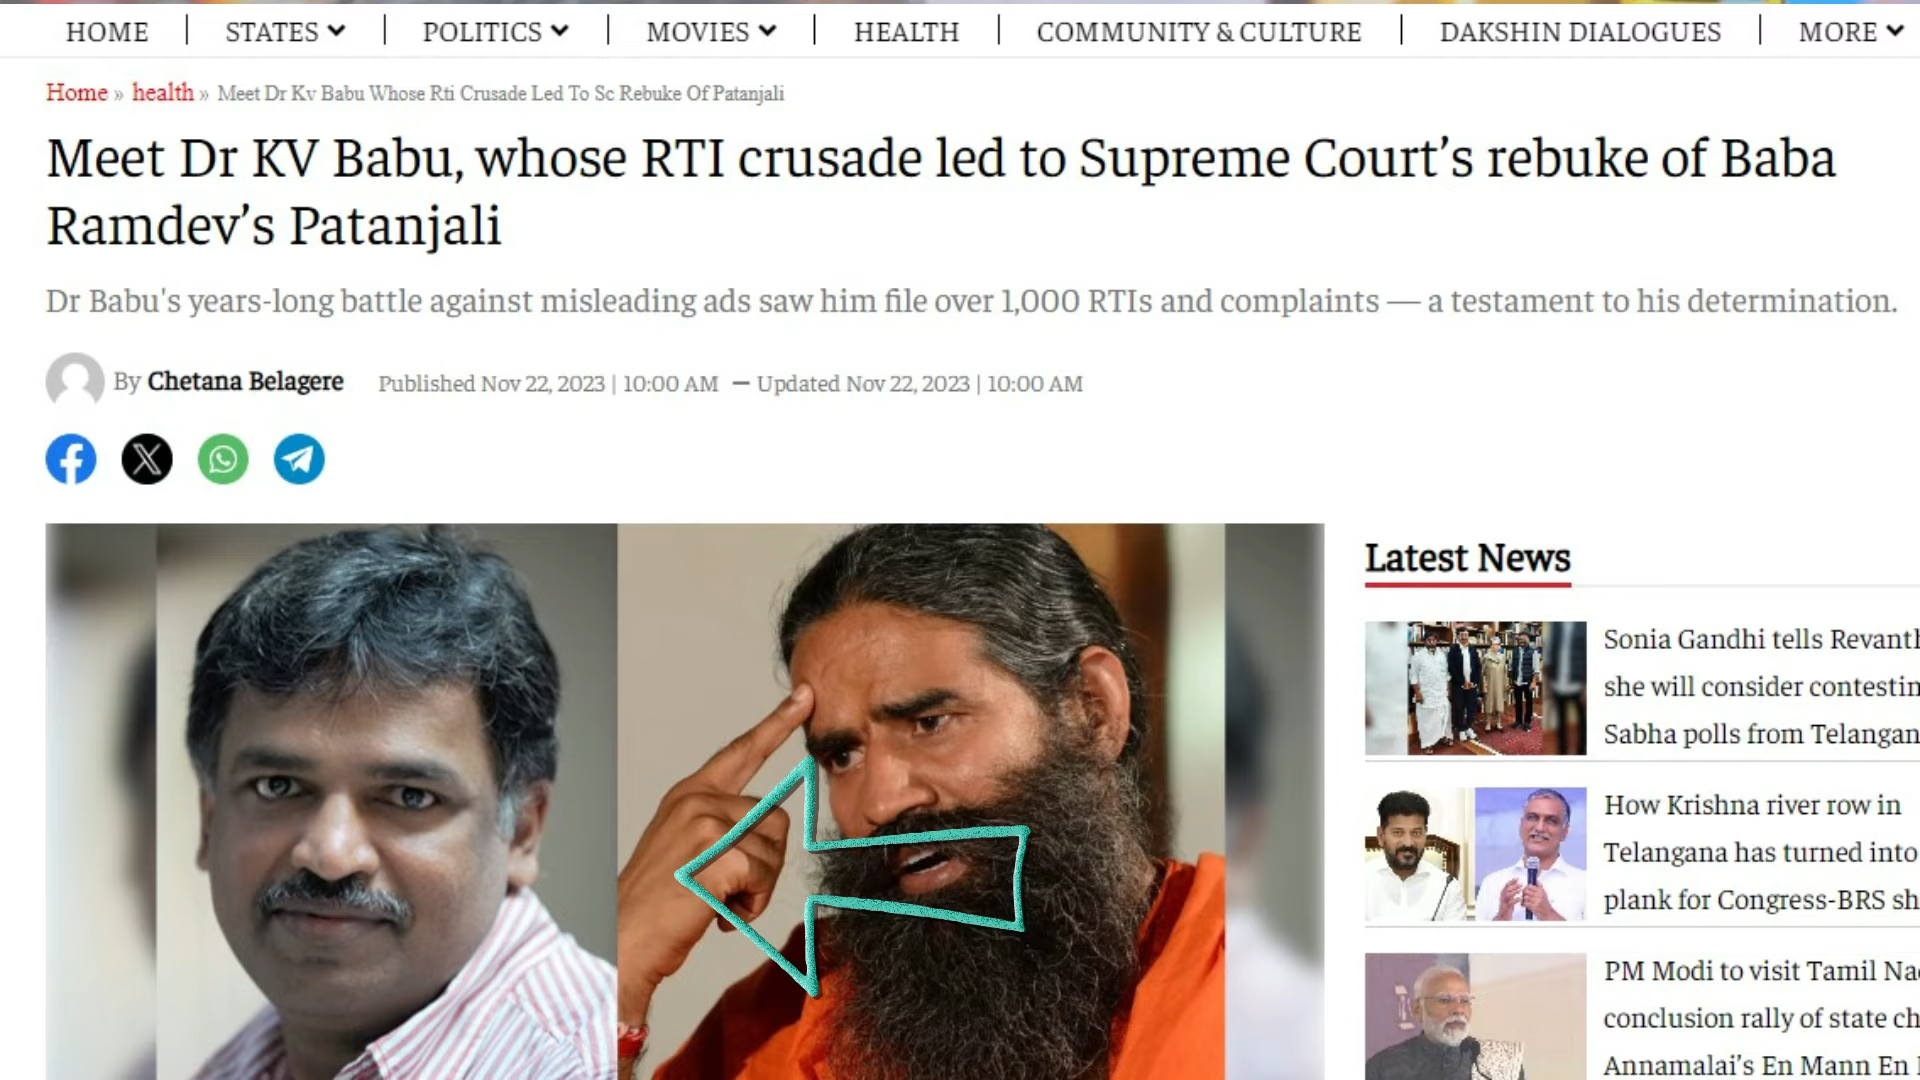 HOME STATES POLITICS MOVIES HEALTH COMMUNITY & CULTURE DAKSHIN DIALOGUES MORE
Home » health » Meet Dr Kv Babu Whose Rti Crusade Led To Sc Rebuke Of Patanjali
Meet Dr KV Babu, whose RTI crusade led to Supreme Court’s rebuke of Baba
Ramdev’s Patanjali
Dr Babu's years-long battle against misleading ads saw him file over 1,000 RTIs and complaints — a testament to his determination.
By Chetana Belagere Published Nov 22, 2023 | 10:00 AM — Updated Nov 22, 2023 | 10:00 AM
Latest News
Sonia Gandhi tells Revanth
she will consider contestin
Sabha polls from Telangan
How Krishna river row in
Telangana has turned into
plank for Congress-BRS sh
PM Modi to visit Tamil Na
conclusion rally of state ch
Annamalai’s En Mann En